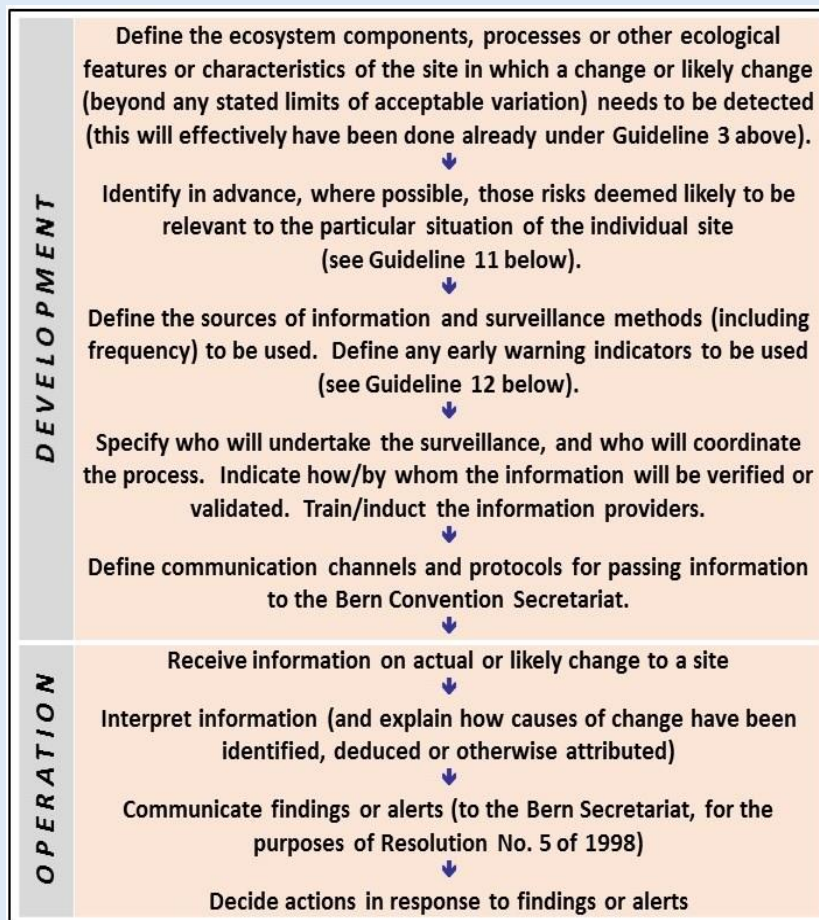 DEVELOPMENT
Define the ecosystem components, processes or other ecological
features or characteristics of the site in which a change or likely change
(beyond any stated limits of acceptable variation) needs to be detected
(this will effectively have been done already under Guideline 3 above).
Identify in advance, where possible, those risks deemed likely to be
relevant to the particular situation of the individual site
(see Guideline 11 below).
Define the sources of information and surveillance methods (including
frequency) to be used. Define any early warning indicators to be used
(see Guideline 12 below).
Specify who will undertake the surveillance, and who will coordinate
the process. Indicate how/by whom the information will be verified or
validated. Train/induct the information providers.
Define communication channels and protocols for passing information
to the Bern Convention Secretariat.
OPERATION
Receive information on actual or likely change to a site
Interpret information (and explain how causes of change have been
identified, deduced or otherwise attributed)
Communicate findings or alerts (to the Bern Secretariat, for the
purposes of Resolution No. 5 of 1998)
Decide actions in response to findings or alerts